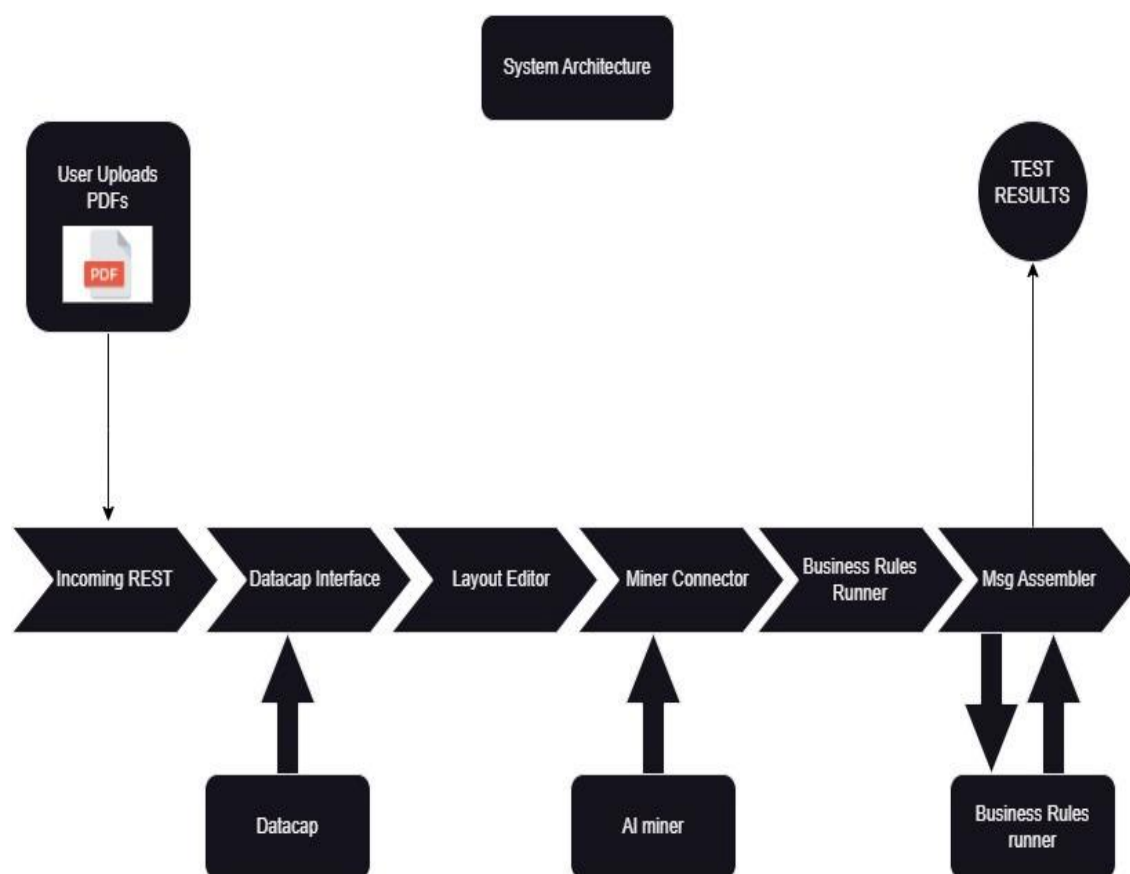 System Architecture
User Uploads
PDFs
PDF
TEST
RESULTS
Incoming REST
Datacap Interface
Layout Editor
Miner Connector
Business Rules
Runner
Msg Assembler
Datacap
AI miner
Business Rules
runner